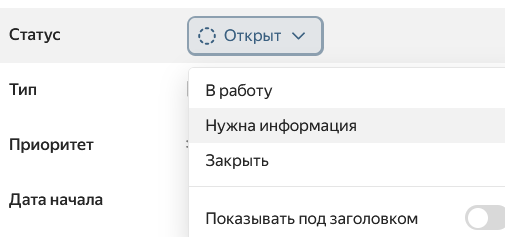 Статус
Открыт
В работу
Тип
Нужна информация
Приоритет
Закрыть
Дата начала
Показывать под заголовком